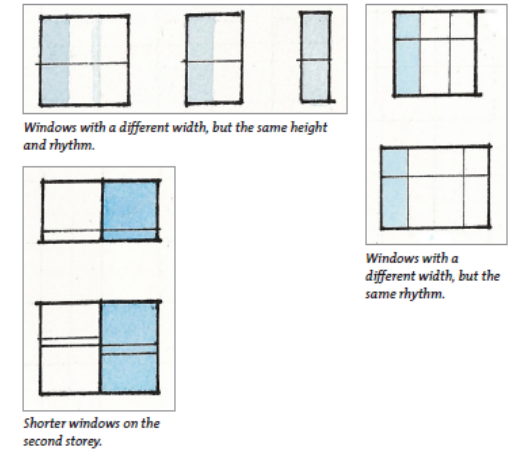 Windows with a different width, but the same height
and rhythm.
Windows with a
different width, but the
same rhythm.
Shorter windows on the
second storey.